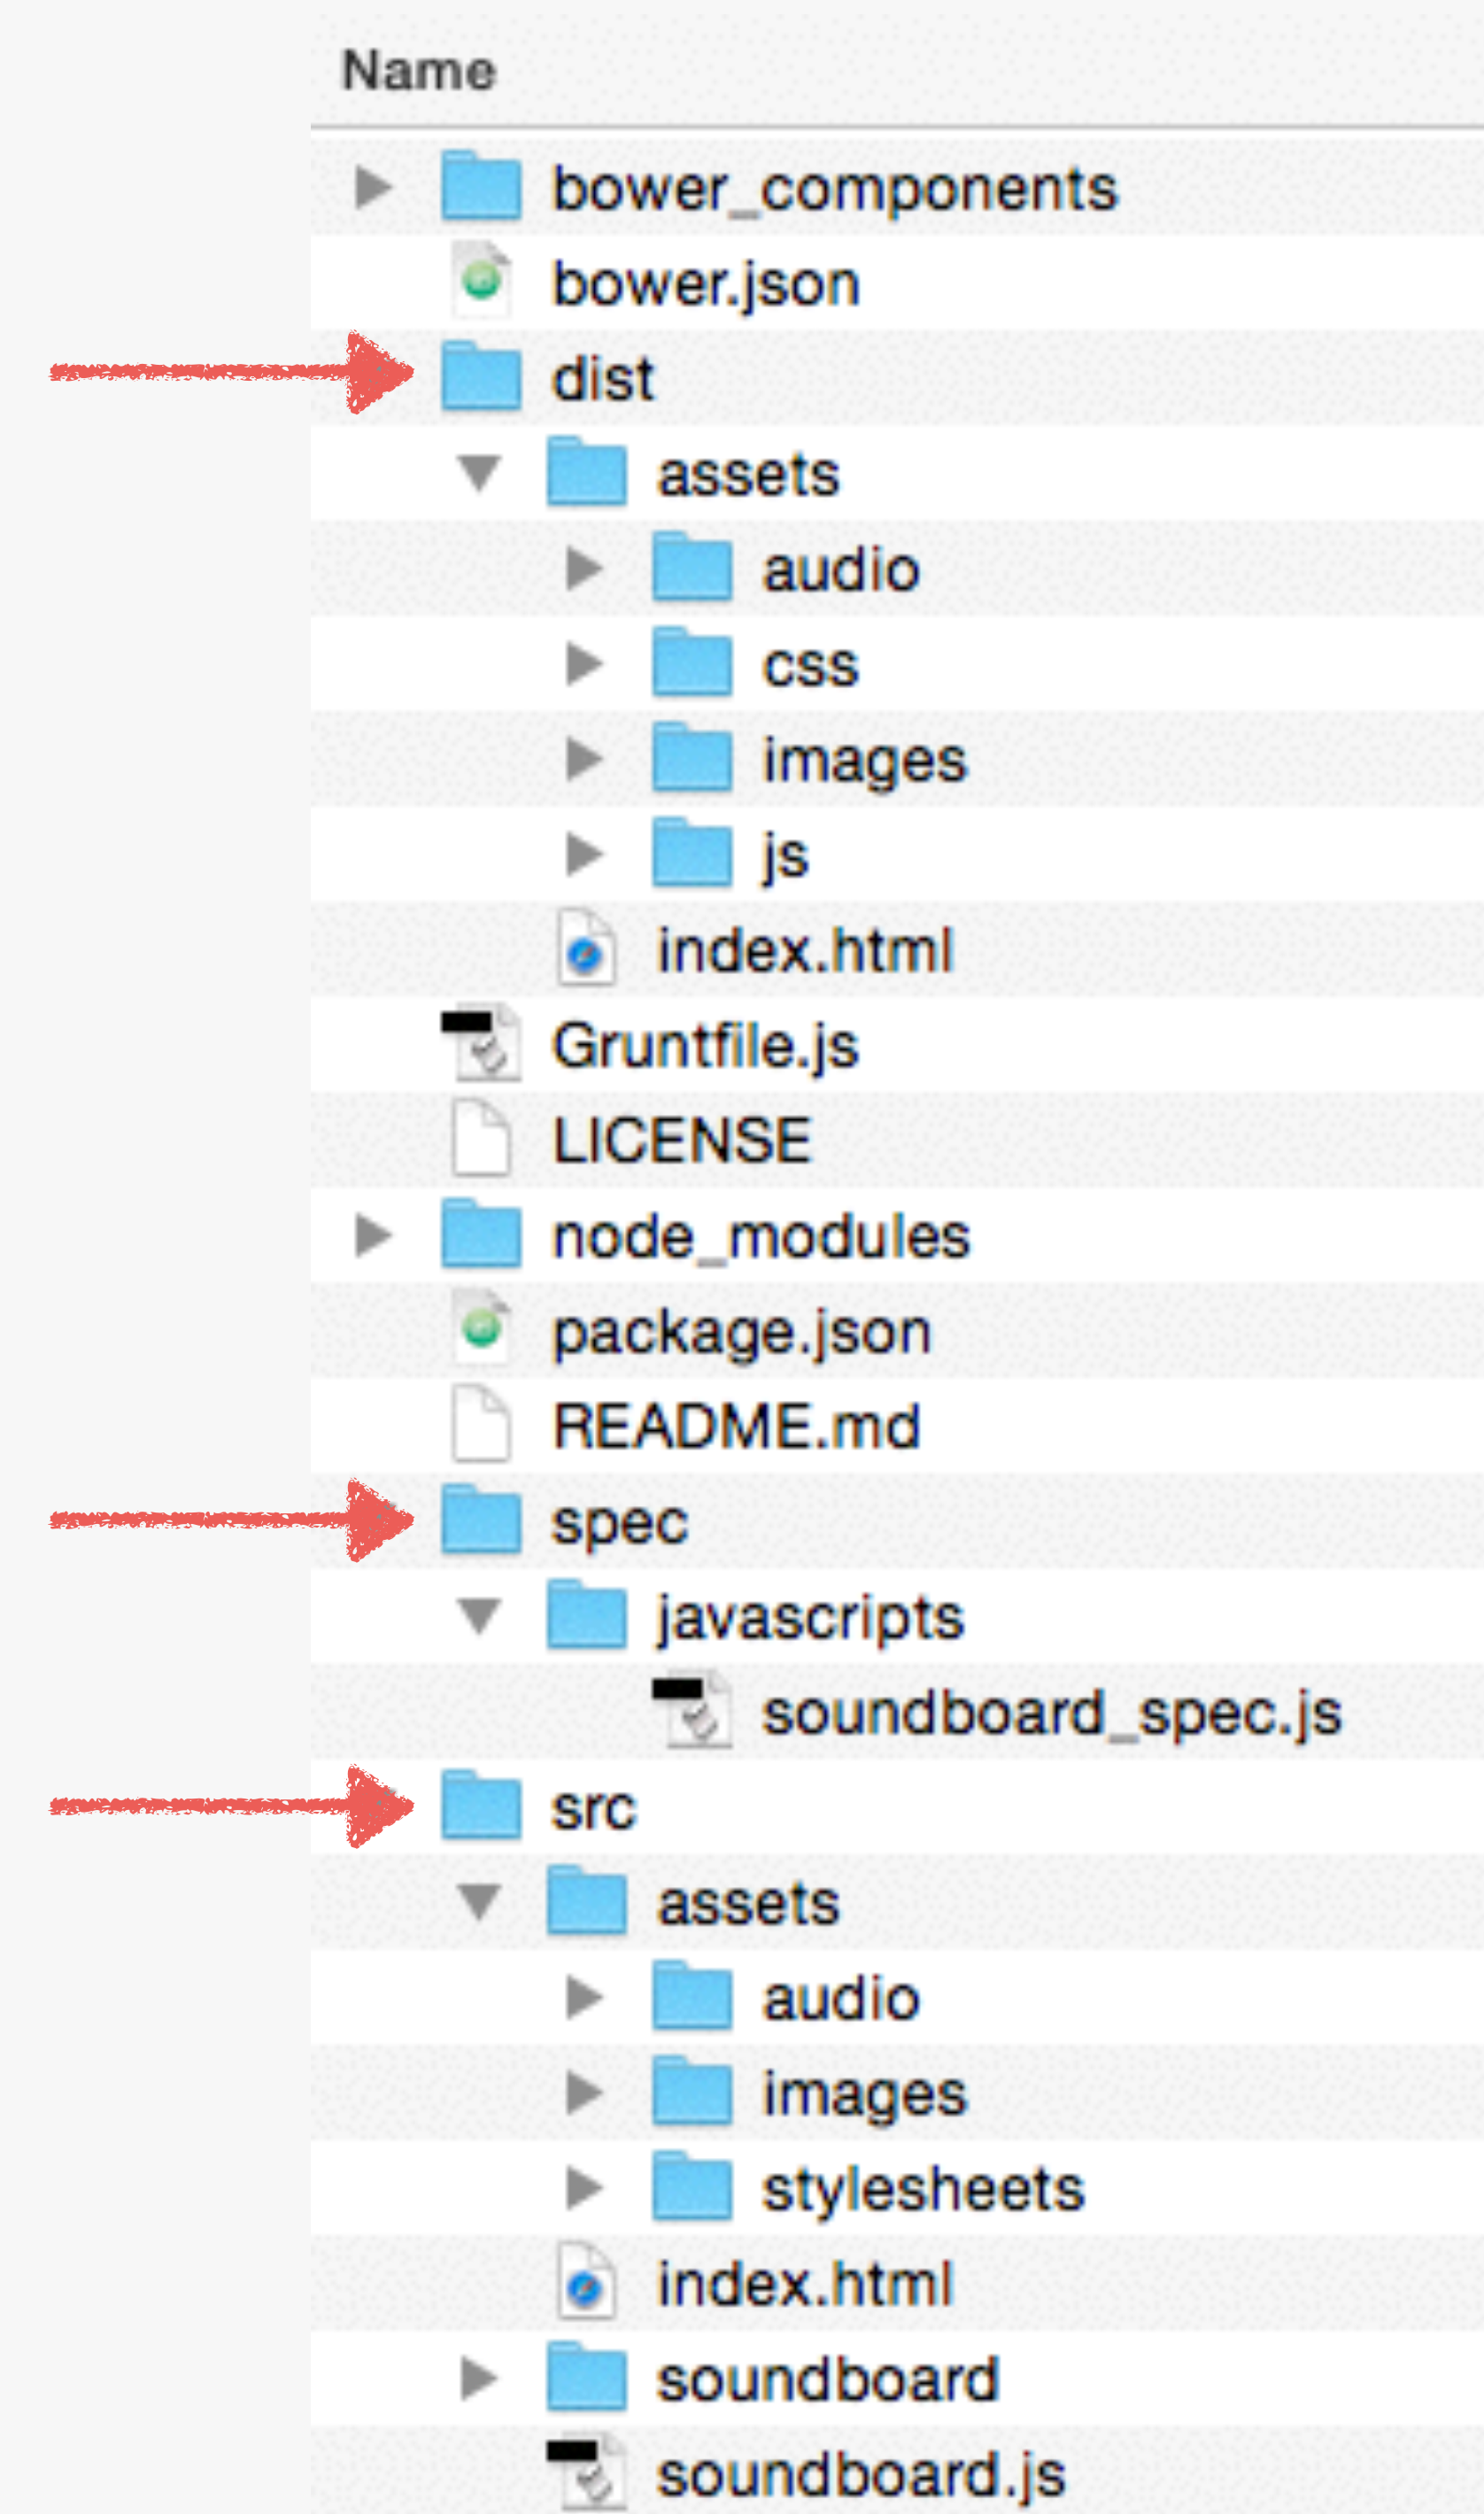 Name
bower_components
bower.json
dist
assets
audio
css
images
js
index.html
Gruntfile.js
LICENSE
node_modules
package.json
README.md
spec
javascripts
soundboard_spec.js
src
assets
audio
images
stylesheets
index.html
soundboard
soundboard.js